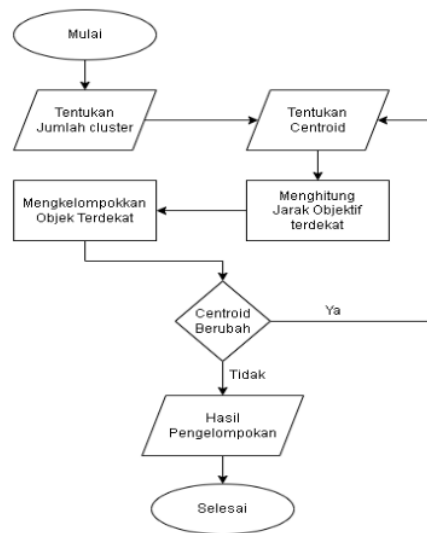 Mulai
Tentukan
Jumlah cluster
Tentukan
Centroid
Menghitung
Jarak Objektif
terdekat
Mengkelompokkan
Objek Terdekat
Centroid
Berubah
Ya
Tidak
Hasil
Pengelompokan
Selesai